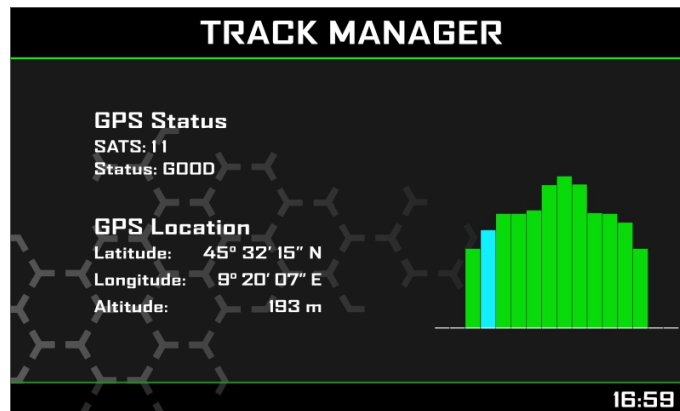 TRACK MANAGER
GPS Status
SATS: 11
Status: GOOD
GPS Location
Latitude: 45° 32' 15" N
Longitude: 9° 20' 07" E
Altitude: 193 m
16:59